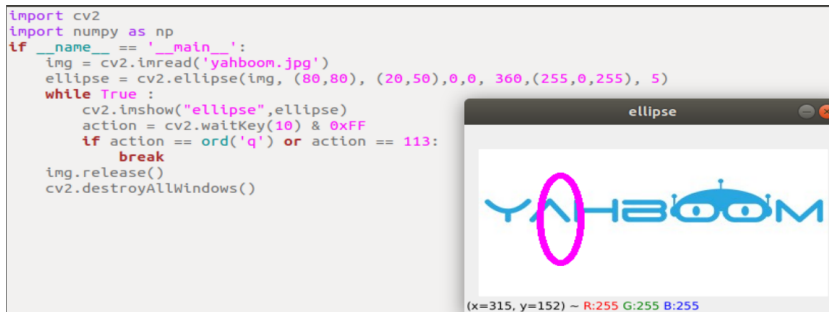 import cv2
import numpy as np
if __name__ == '__main__':
    img = cv2.imread('yahboom.jpg')
    ellipse = cv2.ellipse(img, (80,80), (20,50),0,0, 360,(255,0,255), 5)
    while True :
        cv2.imshow("ellipse",ellipse)
        action = cv2.waitKey(10) & 0xFF
        if action == ord('q') or action == 113:
            break
    img.release()
    cv2.destroyAllWindows()
ellipse
YAHBOOM
(x=315, y=152) ~ R:255 G:255 B:255